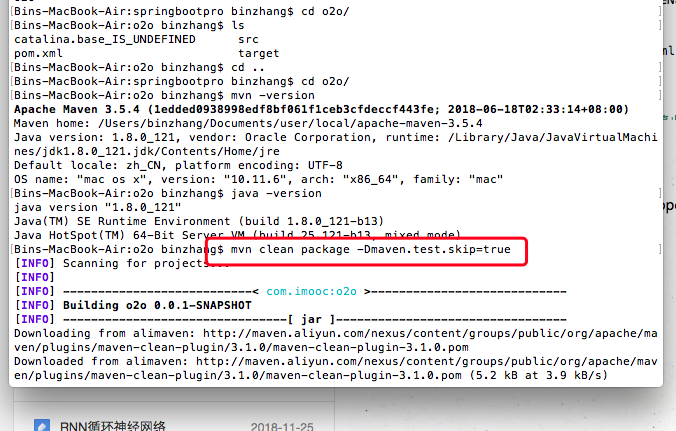 Bins-MacBook-Air:springbootpro binzhang$ cd o2o/
[Bins-MacBook-Air:o2o binzhang$ ls
catalina.base_IS_UNDEFINED src
pom.xml target
[Bins-MacBook-Air:o2o binzhang$ cd ..
[Bins-MacBook-Air:springbootpro binzhang$ cd o2o/ ]
[Bins-MacBook-Air:o2o binzhang$ mvn -version ]
Apache Maven 3.5.4 (1edded0938998edf8bf061f1ceb3cfdeccf443fe; 2018-06-18T02:33:14+08:00)
Maven home: /Users/binzhang/Documents/user/local/apache-maven-3.5.4
Java version: 1.8.0_121, vendor: Oracle Corporation, runtime: /Library/Java/JavaVirtualMachi
nes/jdk1.8.0_121.jdk/Contents/Home/jre
Default locale: zh_CN, platform encoding: UTF-8
OS name: "mac os x", version: "10.11.6", arch: "x86_64", family: "mac"
[Bins-MacBook-Air:o2o binzhang$ java -version ]
java version "1.8.0_121"
Java(TM) SE Runtime Environment (build 1.8.0_121-b13)
Java HotSpot(TM) 64-Bit Server VM (build 25.121-b13, mixed mode)
[Bins-MacBook-Air:o2o binzhang$ mvn clean package -Dmaven.test.skip=true ]
[INFO] Scanning for projects...
[INFO]
[INFO] ----------------------------< com.imooc:o2o >-----------------------------
[INFO] Building o2o 0.0.1-SNAPSHOT
[INFO] --------------------------------[ jar ]---------------------------------
Downloading from alimaven: http://maven.aliyun.com/nexus/content/groups/public/org/apache/ma
ven/plugins/maven-clean-plugin/3.1.0/maven-clean-plugin-3.1.0.pom
Downloaded from alimaven: http://maven.aliyun.com/nexus/content/groups/public/org/apache/mav
en/plugins/maven-clean-plugin/3.1.0/maven-clean-plugin-3.1.0.pom (5.2 kB at 3.9 kB/s)
RNN循环神经网络 2018-11-25